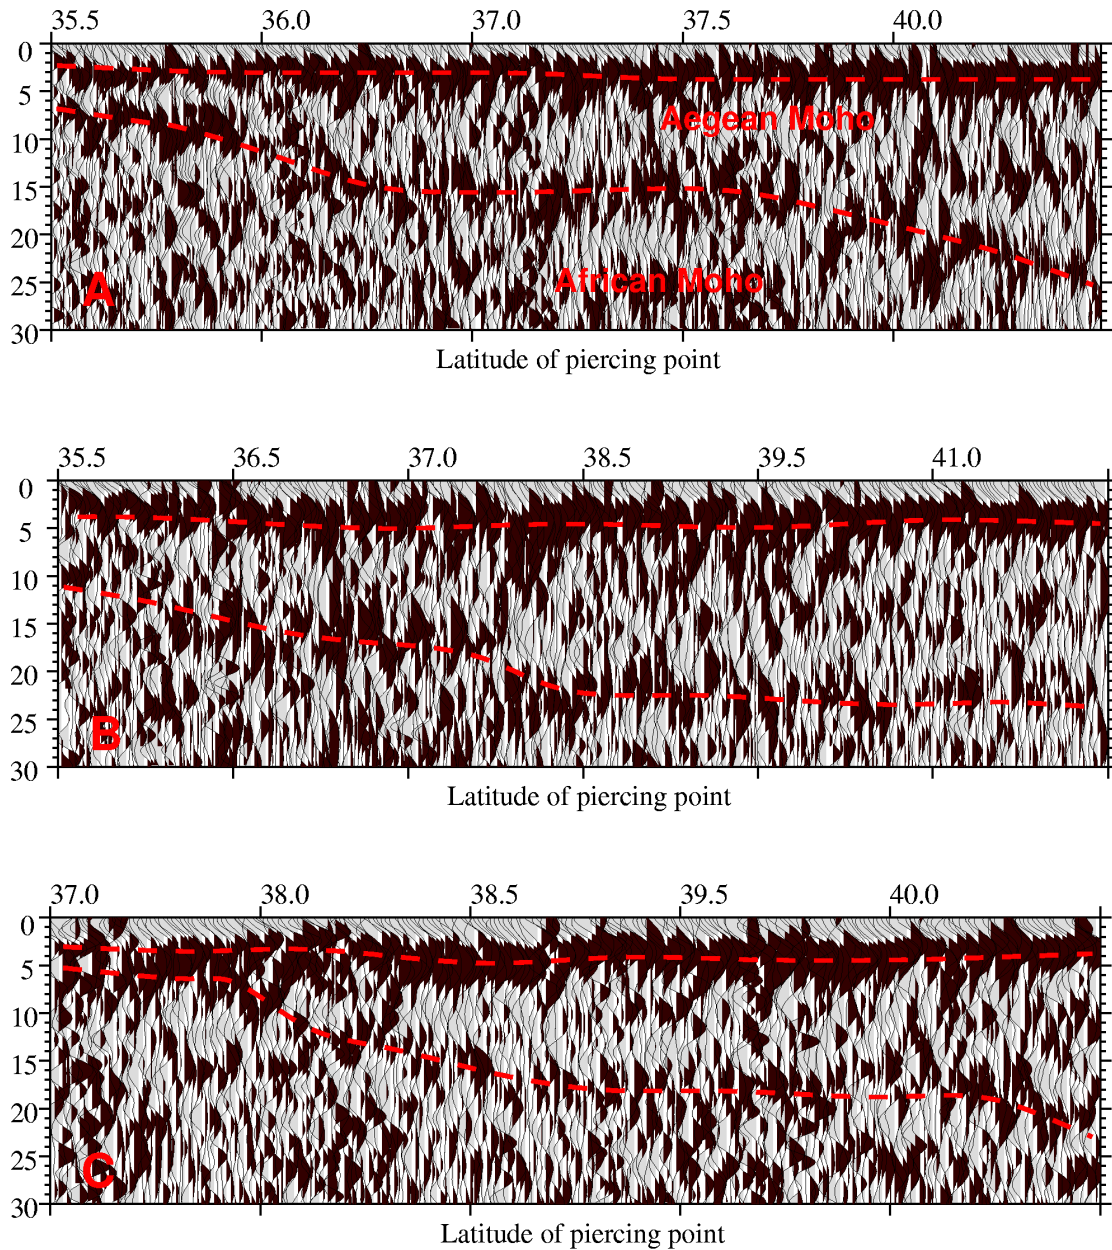 35.5 36.0 37.0 37.5 40.0
0
5
Aegean Moho
10
15
20
25
African Moho
A
30
Latitude of piercing point
35.5 36.5 37.0 38.5 39.5 41.0
0
5
10
15
20
25
B
30
Latitude of piercing point
37.0 38.0 38.5 39.5 40.0
0
5
10
15
20
25
C
30
Latitude of piercing point